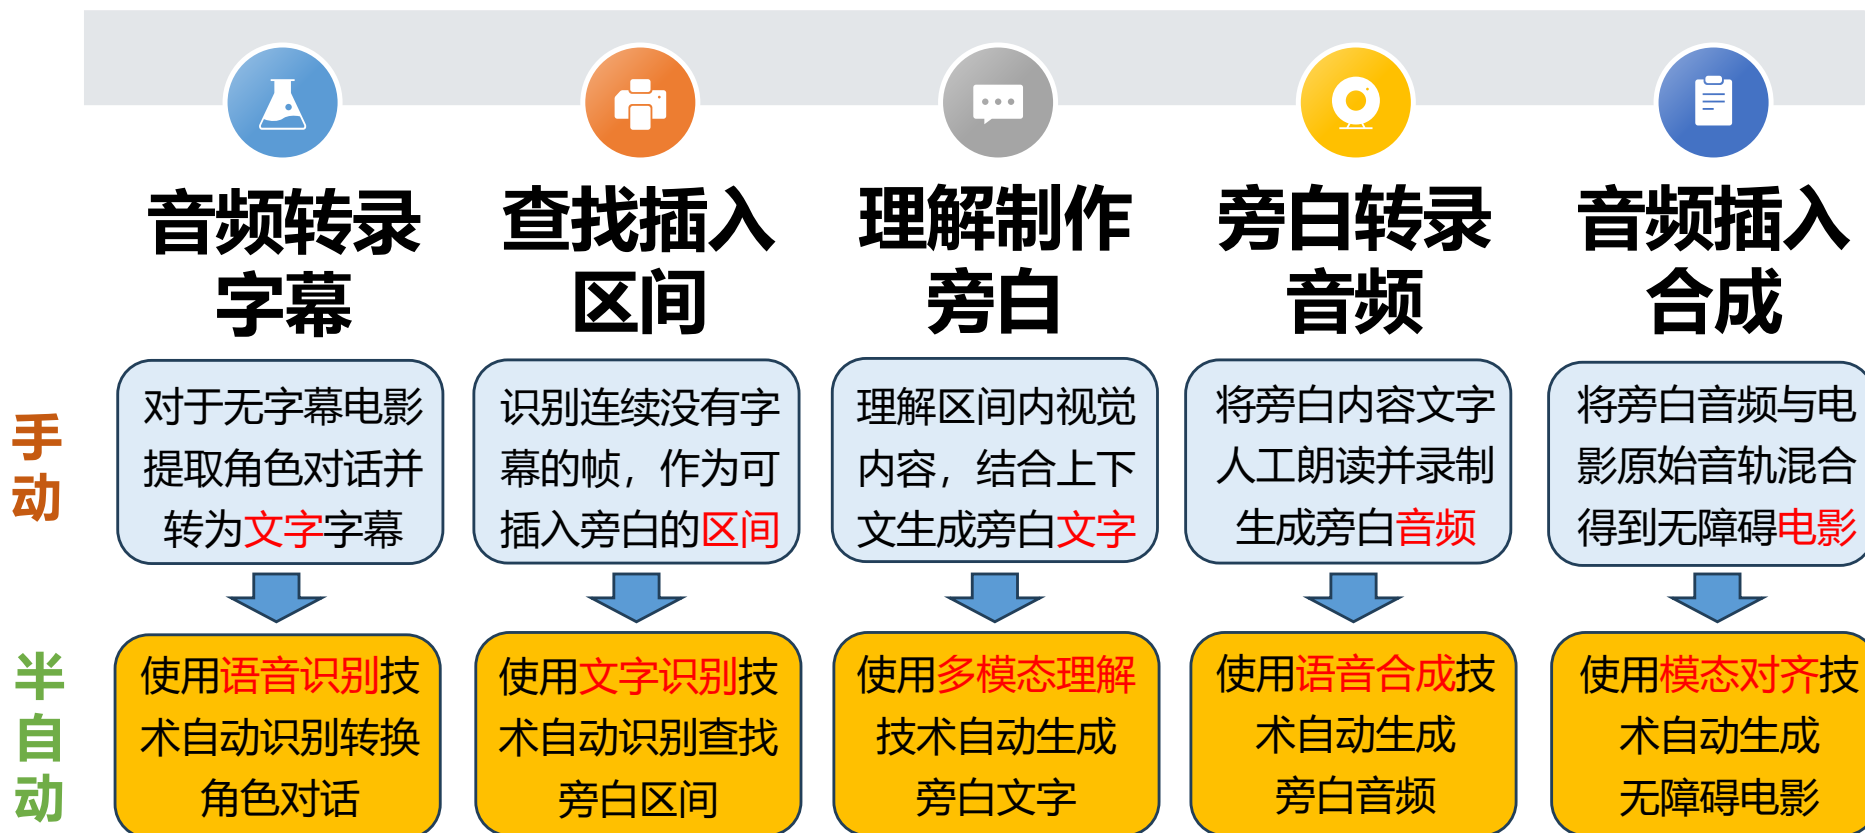 音频转录
字幕
查找插入
区间
理解制作
旁白
旁白转录
音频
音频插入
合成
手动
对于无字幕电影
提取角色对话并
转为文字字幕
识别连续没有字
幕的帧，作为可
插入旁白的区间
理解区间内视觉
内容，结合上下
文生成旁白文字
将旁白内容文字
人工朗读并录制
生成旁白音频
将旁白音频与电
影原始音轨混合
得到无障碍电影
半自动
使用语音识别技
术自动识别转换
角色对话
使用文字识别技
术自动识别查找
旁白区间
使用多模态理解
技术自动生成
旁白文字
使用语音合成技
术自动生成
旁白音频
使用模态对齐技
术自动生成
无障碍电影